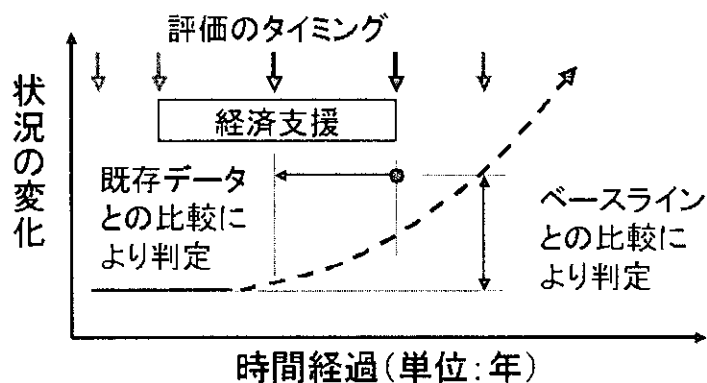 評価のタイミング
状況の変化
経済支援
既存データ
との比較に
より判定
ベースライン
との比較に
より判定
時間経過(単位:年)